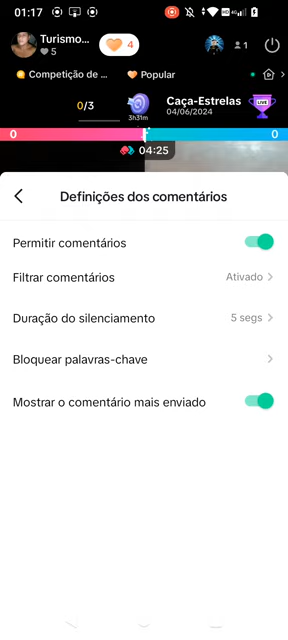 01:17
HD 4G
Turismo...
5
4
1
Competição de ...
Popular
0/3
3h31m
Caça-Estrelas
04/06/2024
LIVE
0
0
04:25
Definições dos comentários
Permitir comentários
Filtrar comentários
Ativado
Duração do silenciamento
5 segs
Bloquear palavras-chave
Mostrar o comentário mais enviado